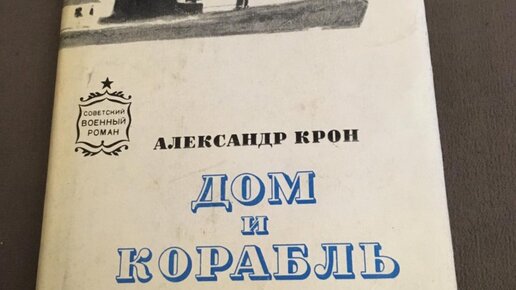 СОВЕТСКИЙ
ВОЕННЫЙ
РОМАН
АЛЕКСАНДР КРОН
ДОМ
И
КОРАБЛЬ